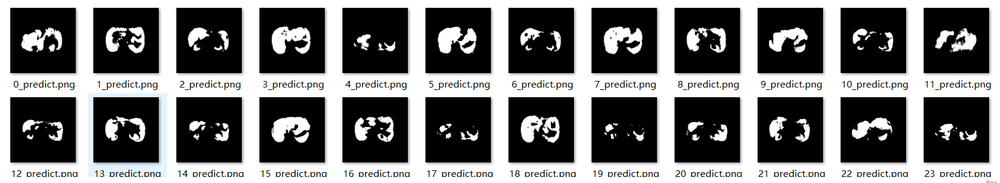 0_predict.png 1_predict.png 2_predict.png 3_predict.png 4_predict.png 5_predict.png 6_predict.png 7_predict.png 8_predict.png 9_predict.png 10_predict.png 11_predict.png
12_predict.png 13_predict.png 14_predict.png 15_predict.png 16_predict.png 17_predict.png 18_predict.png 19_predict.png 20_predict.png 21_predict.png 22_predict.png 23_predict.png